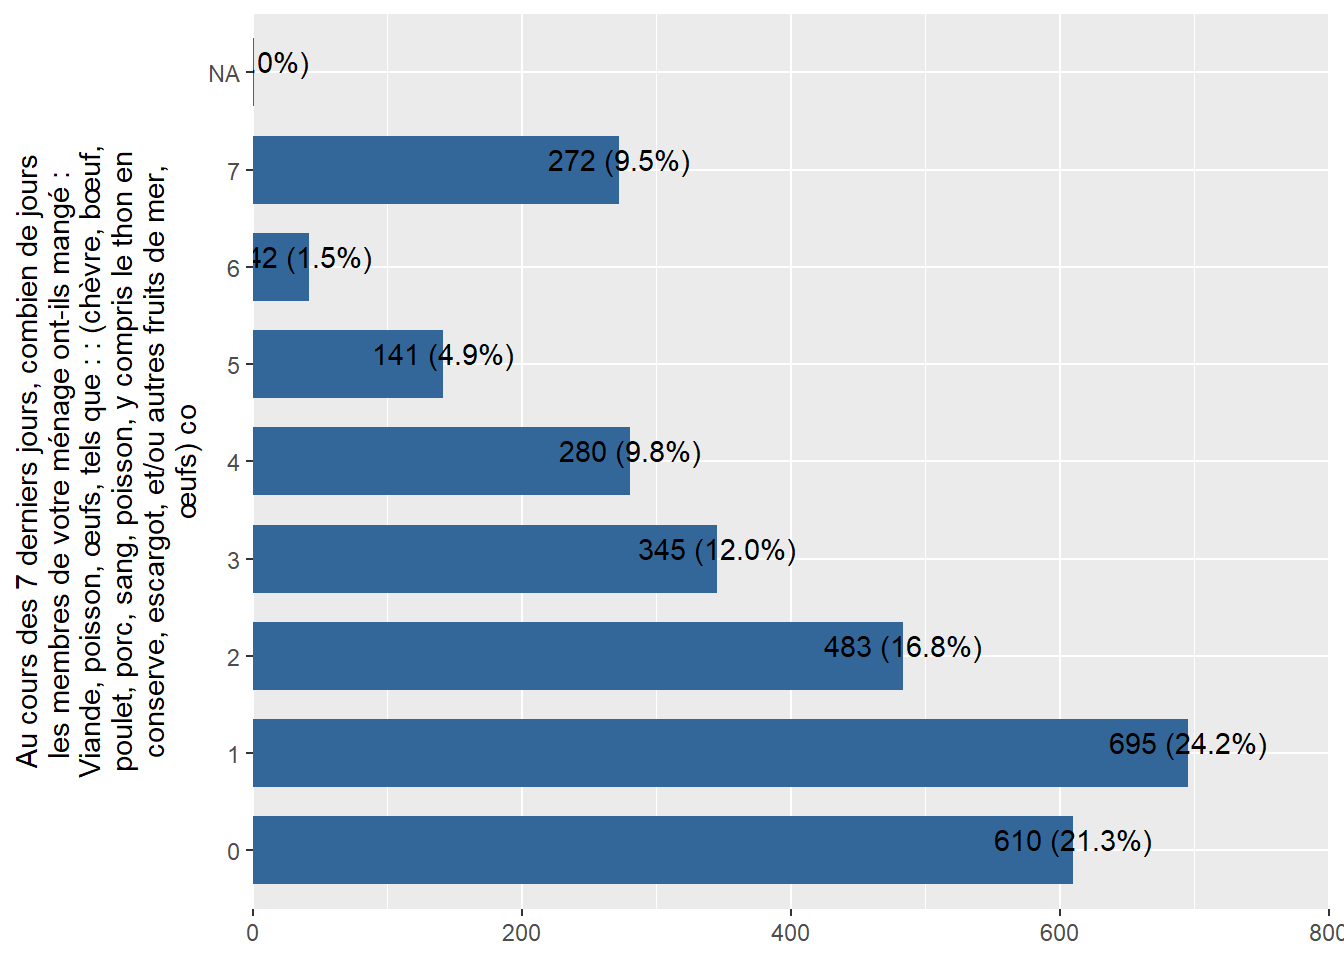 Au cours des 7 derniers jours, combien de jours
les membres de votre ménage ont-ils mangé :
Viande, poisson, œufs, tels que : : (chèvre, bœuf,
poulet, porc, sang, poisson, y compris le thon en
conserve, escargot, et/ou autres fruits de mer,
œufs) co
NA 0%)
7 272 (9.5%)
6 42 (1.5%)
5 141 (4.9%)
4 280 (9.8%)
3 345 (12.0%)
2 483 (16.8%)
1 695 (24.2%)
0 610 (21.3%)
0 200 400 600 800